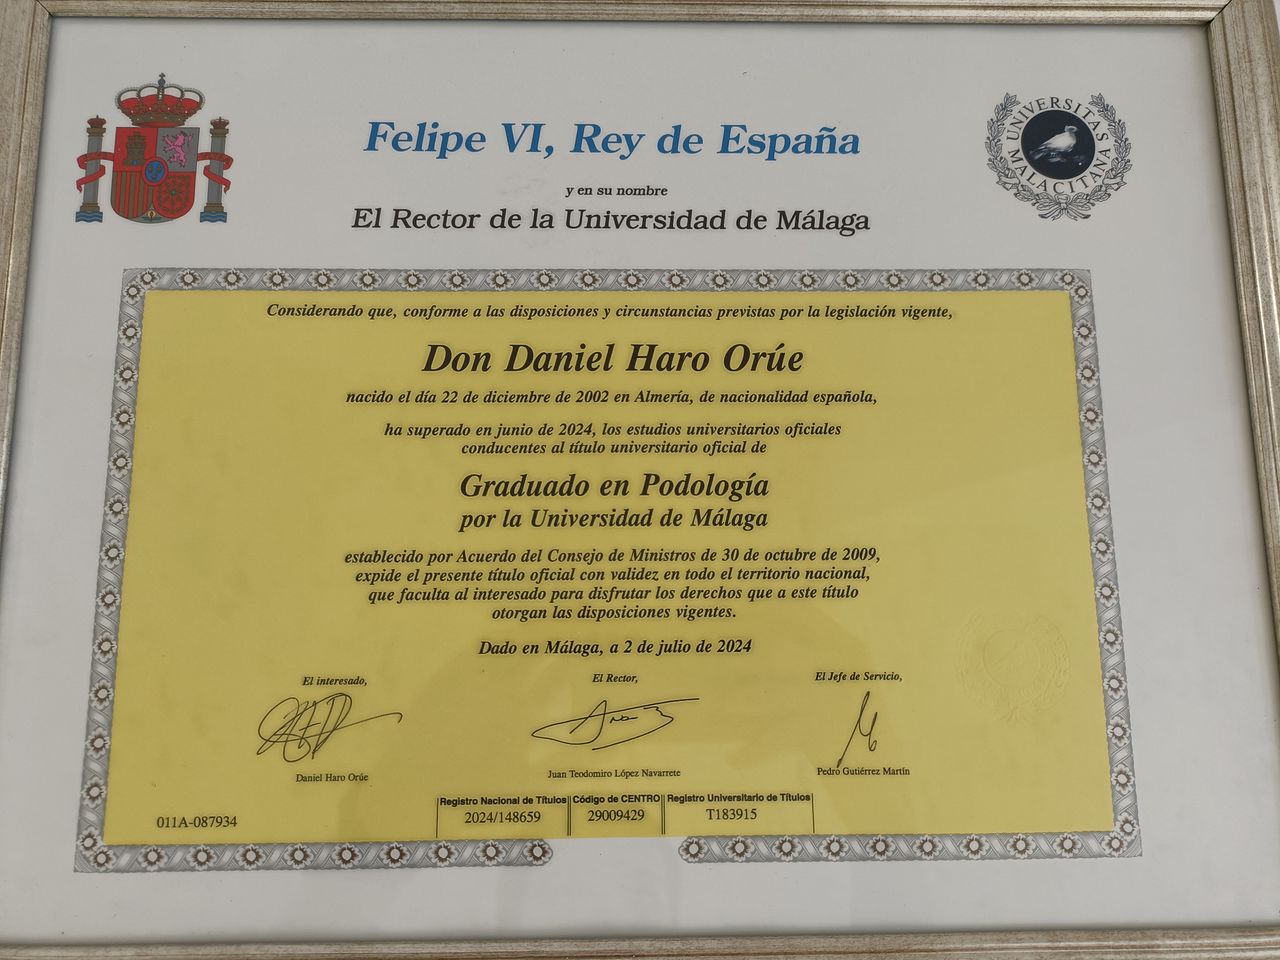 Felipe VI, Rey de España
UNIVERSITAS MALACITANA
y en su nombre
El Rector de la Universidad de Málaga
Considerando que, conforme a las disposiciones y circunstancias previstas por la legislación vigente,
Don Daniel Haro Orúe
nacido el día 22 de diciembre de 2002 en Almería, de nacionalidad española,
ha superado en junio de 2024, los estudios universitarios oficiales
conducentes al título universitario oficial de
Graduado en Podología
por la Universidad de Málaga
establecido por Acuerdo del Consejo de Ministros de 30 de octubre de 2009,
expide el presente título oficial con validez en todo el territorio nacional,
que faculta al interesado para disfrutar los derechos que a este título
otorgan las disposiciones vigentes.
Dado en Málaga, a 2 de julio de 2024
El interesado,
El Rector,
El Jefe de Servicio,
Daniel Haro Orúe
Juan Teodomiro López Navarrete
Pedro Gutiérrez Martín
Registro Nacional de Títulos Código de CENTRO Registro Universitario de Títulos
2024/148659 29009429 T183915
011A-087934